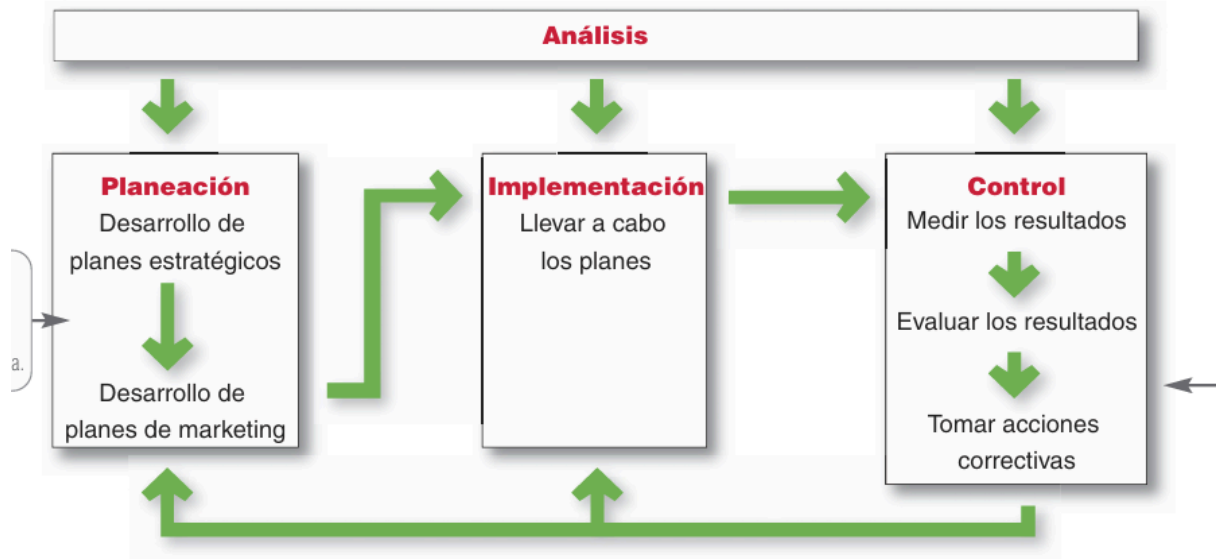 Análisis
Planeación
Desarrollo de
planes estratégicos
Desarrollo de
planes de marketing
Implementación
Llevar a cabo
los planes
Control
Medir los resultados
Evaluar los resultados
Tomar acciones
correctivas
a.